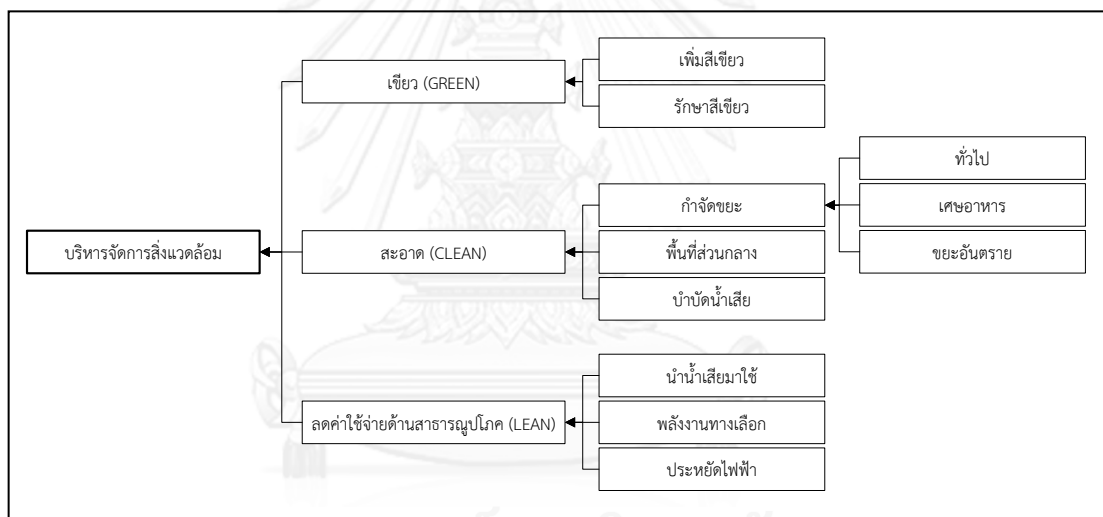 บริหารจัดการสิ่งแวดล้อม
เขียว (GREEN)
เพิ่มสีเขียว
รักษาสีเขียว
สะอาด (CLEAN)
กำจัดขยะ
ทั่วไป
เศษอาหาร
ขยะอันตราย
พื้นที่ส่วนกลาง
บำบัดน้ำเสีย
ลดค่าใช้จ่ายด้านสาธารณูปโภค (LEAN)
นำน้ำเสียมาใช้
พลังงานทางเลือก
ประหยัดไฟฟ้า